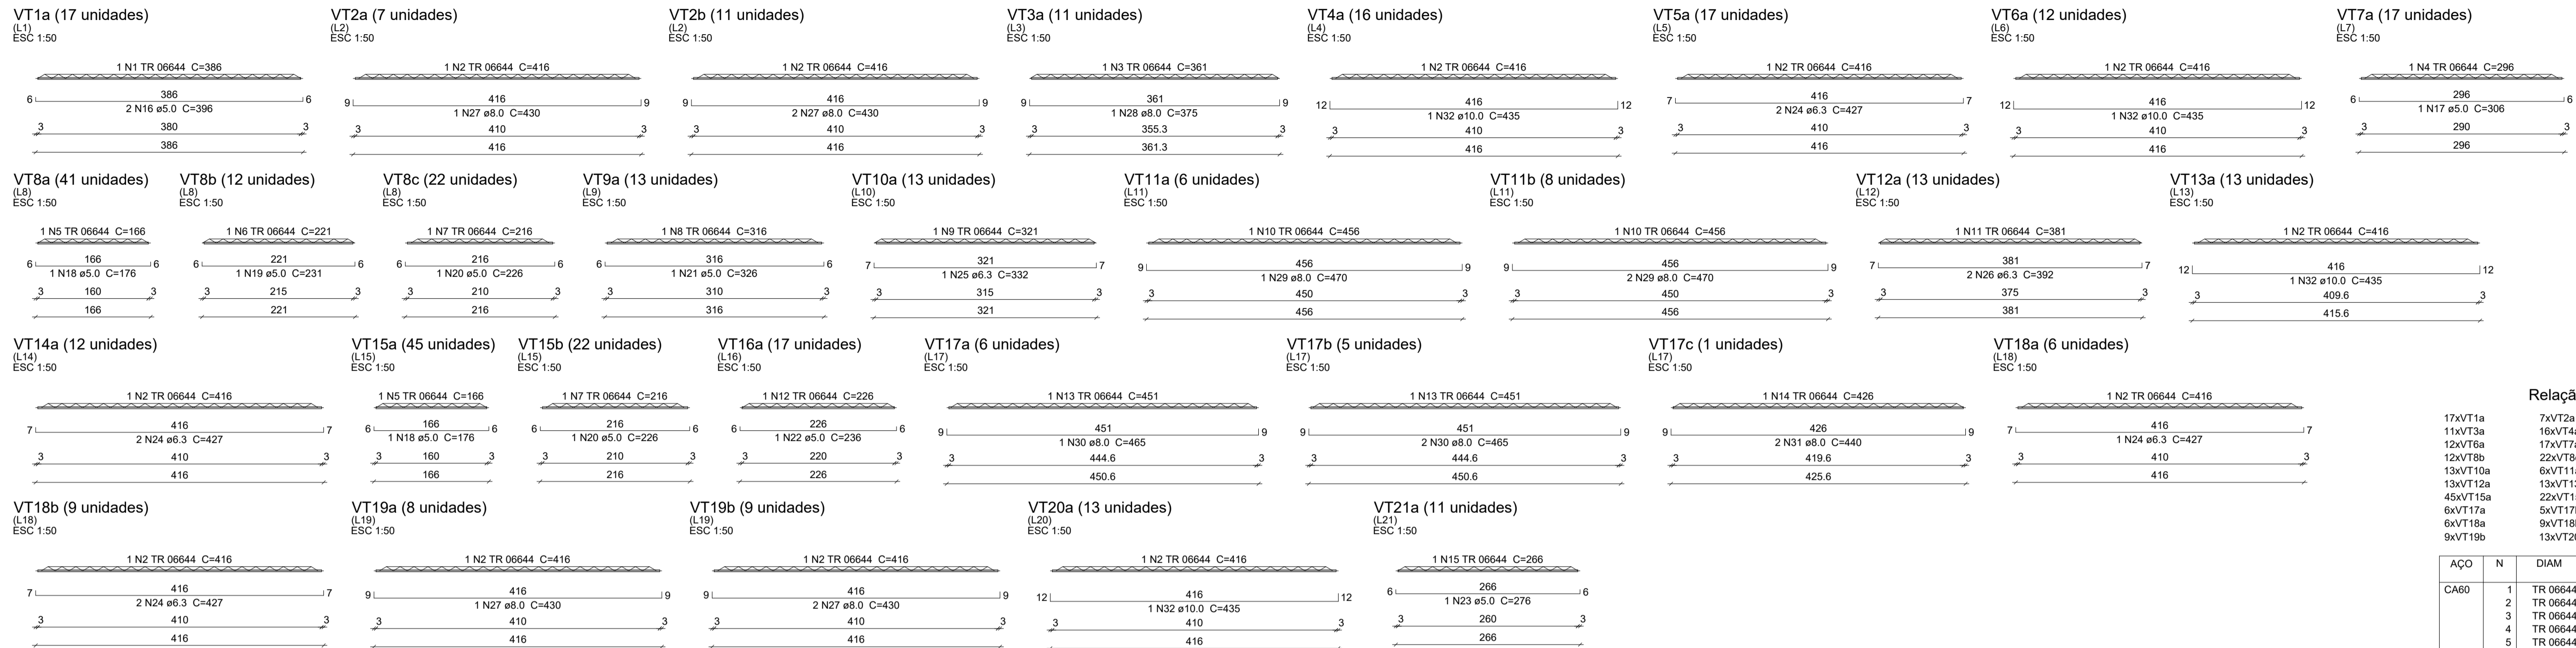 VT1a (17 unidades)
(L1)
ESC 1:50
1 N1 TR 06644 C=386
6 386 6
2 N16 ø5.0 C=396
3 380 3
386
VT2a (7 unidades)
(L2)
ESC 1:50
1 N2 TR 06644 C=416
9 416 9
1 N27 ø8.0 C=430
3 410 3
416
VT2b (11 unidades)
(L2)
ESC 1:50
1 N2 TR 06644 C=416
9 416 9
2 N27 ø8.0 C=430
3 410 3
416
VT3a (11 unidades)
(L3)
ESC 1:50
1 N3 TR 06644 C=361
9 361 9
1 N28 ø8.0 C=375
3 355.3 3
361.3
VT4a (16 unidades)
(L4)
ESC 1:50
1 N2 TR 06644 C=416
12 416 12
1 N32 ø10.0 C=435
3 410 3
416
VT5a (17 unidades)
(L5)
ESC 1:50
1 N2 TR 06644 C=416
7 416 7
2 N24 ø6.3 C=427
3 410 3
416
VT6a (12 unidades)
(L6)
ESC 1:50
1 N2 TR 06644 C=416
12 416 12
1 N32 ø10.0 C=435
3 410 3
416
VT7a (17 unidades)
(L7)
ESC 1:50
1 N4 TR 06644 C=296
6 296 6
1 N17 ø5.0 C=306
3 290 3
296
VT8a (41 unidades)
(L8)
ESC 1:50
1 N5 TR 06644 C=166
6 166 6
1 N18 ø5.0 C=176
3 160 3
166
VT8b (12 unidades)
(L8)
ESC 1:50
1 N6 TR 06644 C=221
6 221 6
1 N19 ø5.0 C=231
3 215 3
221
VT8c (22 unidades)
(L8)
ESC 1:50
1 N7 TR 06644 C=216
6 216 6
1 N20 ø5.0 C=226
3 210 3
216
VT9a (13 unidades)
(L9)
ESC 1:50
1 N8 TR 06644 C=316
6 316 6
1 N21 ø5.0 C=326
3 310 3
316
VT10a (13 unidades)
(L10)
ESC 1:50
1 N9 TR 06644 C=321
7 321 7
1 N25 ø6.3 C=332
3 315 3
321
VT11a (6 unidades)
(L11)
ESC 1:50
1 N10 TR 06644 C=456
9 456 9
1 N29 ø8.0 C=470
3 450 3
456
VT11b (8 unidades)
(L11)
ESC 1:50
1 N10 TR 06644 C=456
9 456 9
2 N29 ø8.0 C=470
3 450 3
456
VT12a (13 unidades)
(L12)
ESC 1:50
1 N11 TR 06644 C=381
7 381 7
2 N26 ø6.3 C=392
3 375 3
381
VT13a (13 unidades)
(L13)
ESC 1:50
1 N2 TR 06644 C=416
12 416 12
1 N32 ø10.0 C=435
3 409.6 3
415.6
VT14a (12 unidades)
(L14)
ESC 1:50
1 N2 TR 06644 C=416
7 416 7
2 N24 ø6.3 C=427
3 410 3
416
VT15a (45 unidades)
(L15)
ESC 1:50
1 N5 TR 06644 C=166
6 166 6
1 N18 ø5.0 C=176
3 160 3
166
VT15b (22 unidades)
(L15)
ESC 1:50
1 N7 TR 06644 C=216
6 216 6
1 N20 ø5.0 C=226
3 210 3
216
VT16a (17 unidades)
(L16)
ESC 1:50
1 N12 TR 06644 C=226
6 226 6
1 N22 ø5.0 C=236
3 220 3
226
VT17a (6 unidades)
(L17)
ESC 1:50
1 N13 TR 06644 C=451
9 451 9
1 N30 ø8.0 C=465
3 444.6 3
450.6
VT17b (5 unidades)
(L17)
ESC 1:50
1 N13 TR 06644 C=451
9 451 9
2 N30 ø8.0 C=465
3 444.6 3
450.6
VT17c (1 unidades)
(L17)
ESC 1:50
1 N14 TR 06644 C=426
9 426 9
2 N31 ø8.0 C=440
3 419.6 3
425.6
VT18a (6 unidades)
(L18)
ESC 1:50
1 N2 TR 06644 C=416
7 416 7
1 N24 ø6.3 C=427
3 410 3
416
VT18b (9 unidades)
(L18)
ESC 1:50
1 N2 TR 06644 C=416
7 416 7
2 N24 ø6.3 C=427
3 410 3
416
VT19a (8 unidades)
(L19)
ESC 1:50
1 N2 TR 06644 C=416
9 416 9
1 N27 ø8.0 C=430
3 410 3
416
VT19b (9 unidades)
(L19)
ESC 1:50
1 N2 TR 06644 C=416
9 416 9
2 N27 ø8.0 C=430
3 410 3
416
VT20a (13 unidades)
(L20)
ESC 1:50
1 N2 TR 06644 C=416
12 416 12
1 N32 ø10.0 C=435
3 410 3
416
VT21a (11 unidades)
(L21)
ESC 1:50
1 N15 TR 06644 C=266
6 266 6
1 N23 ø5.0 C=276
3 260 3
266
Relaçã
17xVT1a 7xVT2a
11xVT3a 16xVT4a
12xVT6a 17xVT7a
12xVT8b 22xVT8
13xVT10a 6xVT11
13xVT12a 13xVT1
45xVT15a 22xVT1
6xVT17a 5xVT17
6xVT18a 9xVT18
9xVT19b 13xVT20
AÇO N DIAM
CA60 1 TR 06644
2 TR 06644
3 TR 06644
4 TR 06644
5 TR 06644